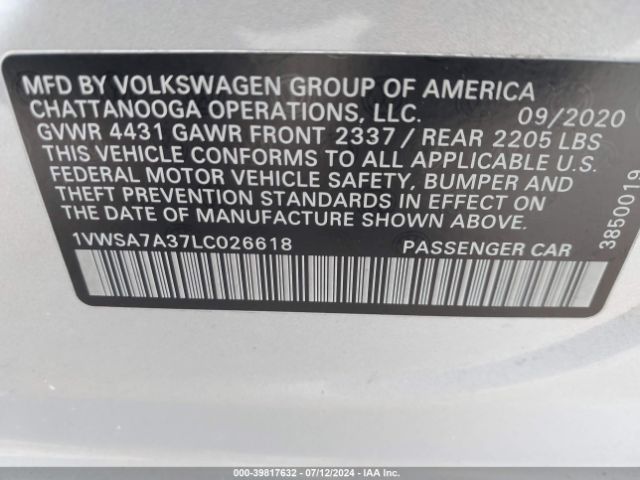 MFD BY VOLKSWAGEN GROUP OF AMERICA
CHATTANOOGA OPERATIONS, LLC. 09/2020
GVWR 4431 GAWR FRONT 2337 / REAR 2205 LBS
THIS VEHICLE CONFORMS TO ALL APPLICABLE U.S.
FEDERAL MOTOR VEHICLE SAFETY, BUMPER AND
THEFT PREVENTION STANDARDS IN EFFECT ON
THE DATE OF MANUFACTURE SHOWN ABOVE.
1VWSA7A37LC026618 PASSENGER CAR
3850019
000-39817632 - 07/12/2024 - IAA Inc.